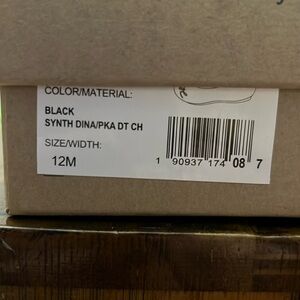 COLOR/MATERIAL:
BLACK
SYNTH DINA/PKA DT CH
SIZE/WIDTH:
12M
1 90937 174 08 7